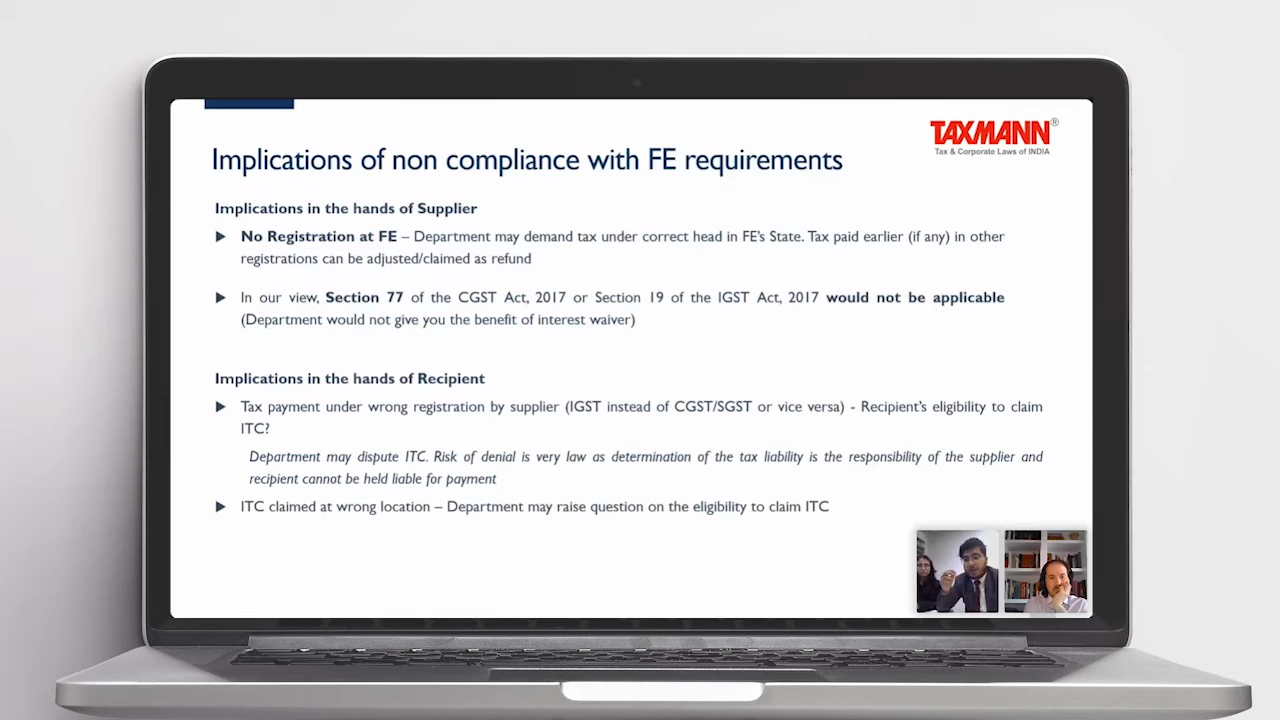 TAXMANN®
Tax & Corporate Laws of INDIA
Implications of non compliance with FE requirements
Implications in the hands of Supplier
▶ No Registration at FE – Department may demand tax under correct head in FE's State. Tax paid earlier (if any) in other
registrations can be adjusted/claimed as refund
▶ In our view, Section 77 of the CGST Act, 2017 or Section 19 of the IGST Act, 2017 would not be applicable
(Department would not give you the benefit of interest waiver)
Implications in the hands of Recipient
▶ Tax payment under wrong registration by supplier (IGST instead of CGST/SGST or vice versa) - Recipient's eligibility to claim
ITC?
Department may dispute ITC. Risk of denial is very law as determination of the tax liability is the responsibility of the supplier and
recipient cannot be held liable for payment
▶ ITC claimed at wrong location – Department may raise question on the eligibility to claim ITC